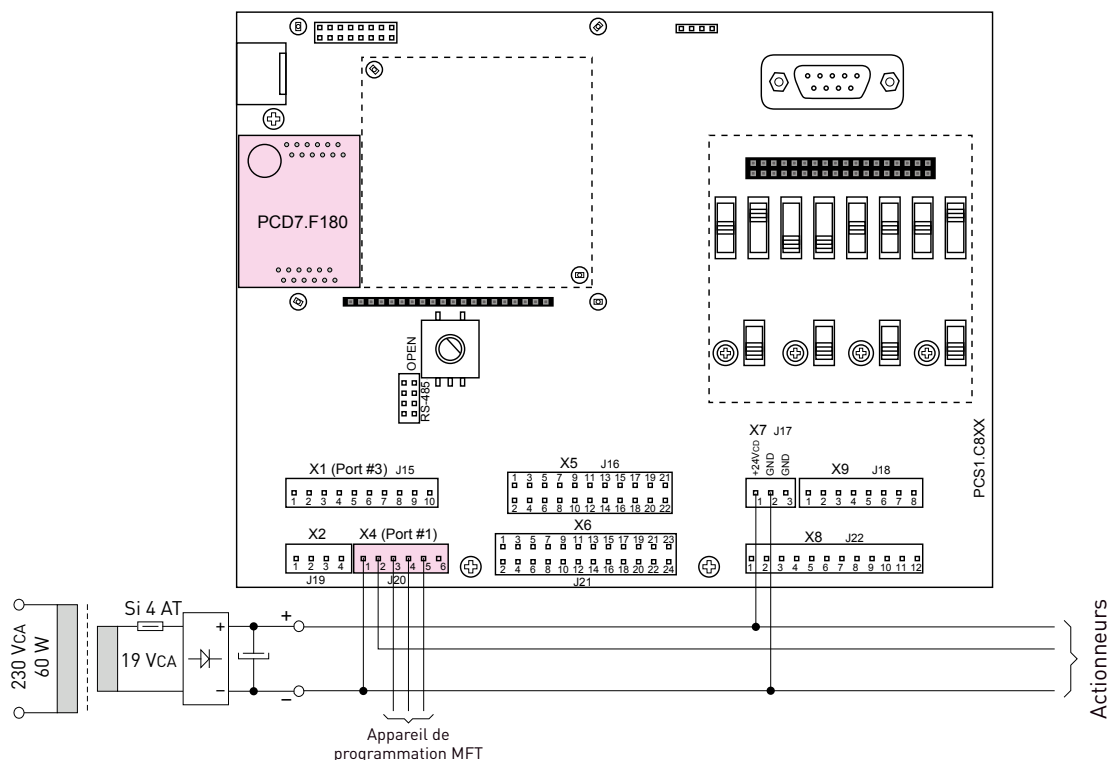 PCD7.F180
OPEN
RS-485
PCS1.C8XX
X7 J17
+24VCD
GND
GND
1 2 3
X9 J18
1 2 3 4 5 6 7 8
X1 (Port #3) J15
1 2 3 4 5 6 7 8 9 10
X5 J16
1 3 5 7 9 11 13 15 17 19 21
2 4 6 8 10 12 14 16 18 20 22
X2
1 2 3 4
J19
X4 (Port #1)
1 2 3 4 5 6
J20
X6
1 3 5 7 9 11 13 15 17 19 21 23
2 4 6 8 10 12 14 16 18 20 22 24
J21
X8 J22
1 2 3 4 5 6 7 8 9 10 11 12
230 VCA
60 W
Si 4 AT
19 VCA
+
−
+
−
Actionneurs
Appareil de
programmation MFT